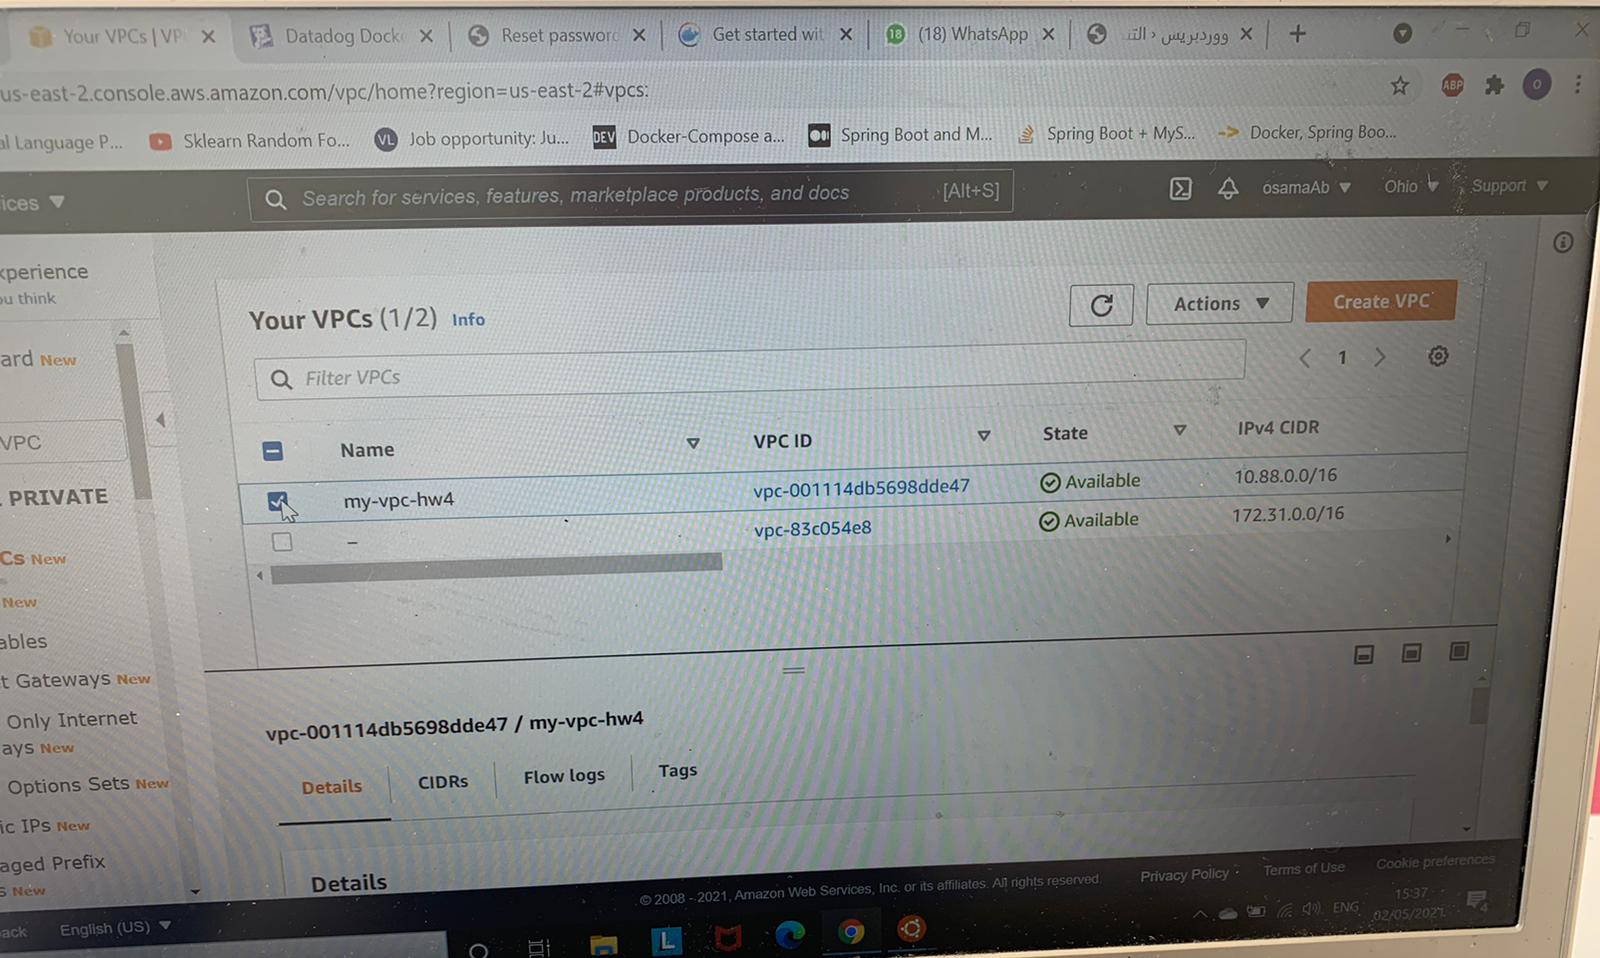 Your VPCs | VP
Datadog Dock
Reset password
Get started wit
(18) WhatsApp
ووردبريس › الت
us-east-2.console.aws.amazon.com/vpc/home?region=us-east-2#vpcs:
ABP
O
al Language P...
Sklearn Random Fo...
VL
Job opportunity: Ju...
DEV
Docker-Compose a...
Spring Boot and M...
Spring Boot + MyS...
Docker, Spring Boo...
ices
Search for services, features, marketplace products, and docs
[Alt+S]
osamaAb
Ohio
Support
xperience
ou think
ard New
VPC
PRIVATE
Cs New
New
ables
t Gateways New
Only Internet
ays New
Options Sets New
ic IPs New
aged Prefix
s New
Your VPCs (1/2) Info
Actions
Create VPC
Filter VPCs
1
Name VPC ID State IPv4 CIDR
my-vpc-hw4 vpc-001114db5698dde47 Available 10.88.0.0/16
– vpc-83c054e8 Available 172.31.0.0/16
vpc-001114db5698dde47 / my-vpc-hw4
Details CIDRs Flow logs Tags
Details
ack
English (US)
© 2008 - 2021, Amazon Web Services, Inc. or its affiliates. All rights reserved.
Privacy Policy
Terms of Use
Cookie preferences
L
ENG
15:37
02/05/2021
4